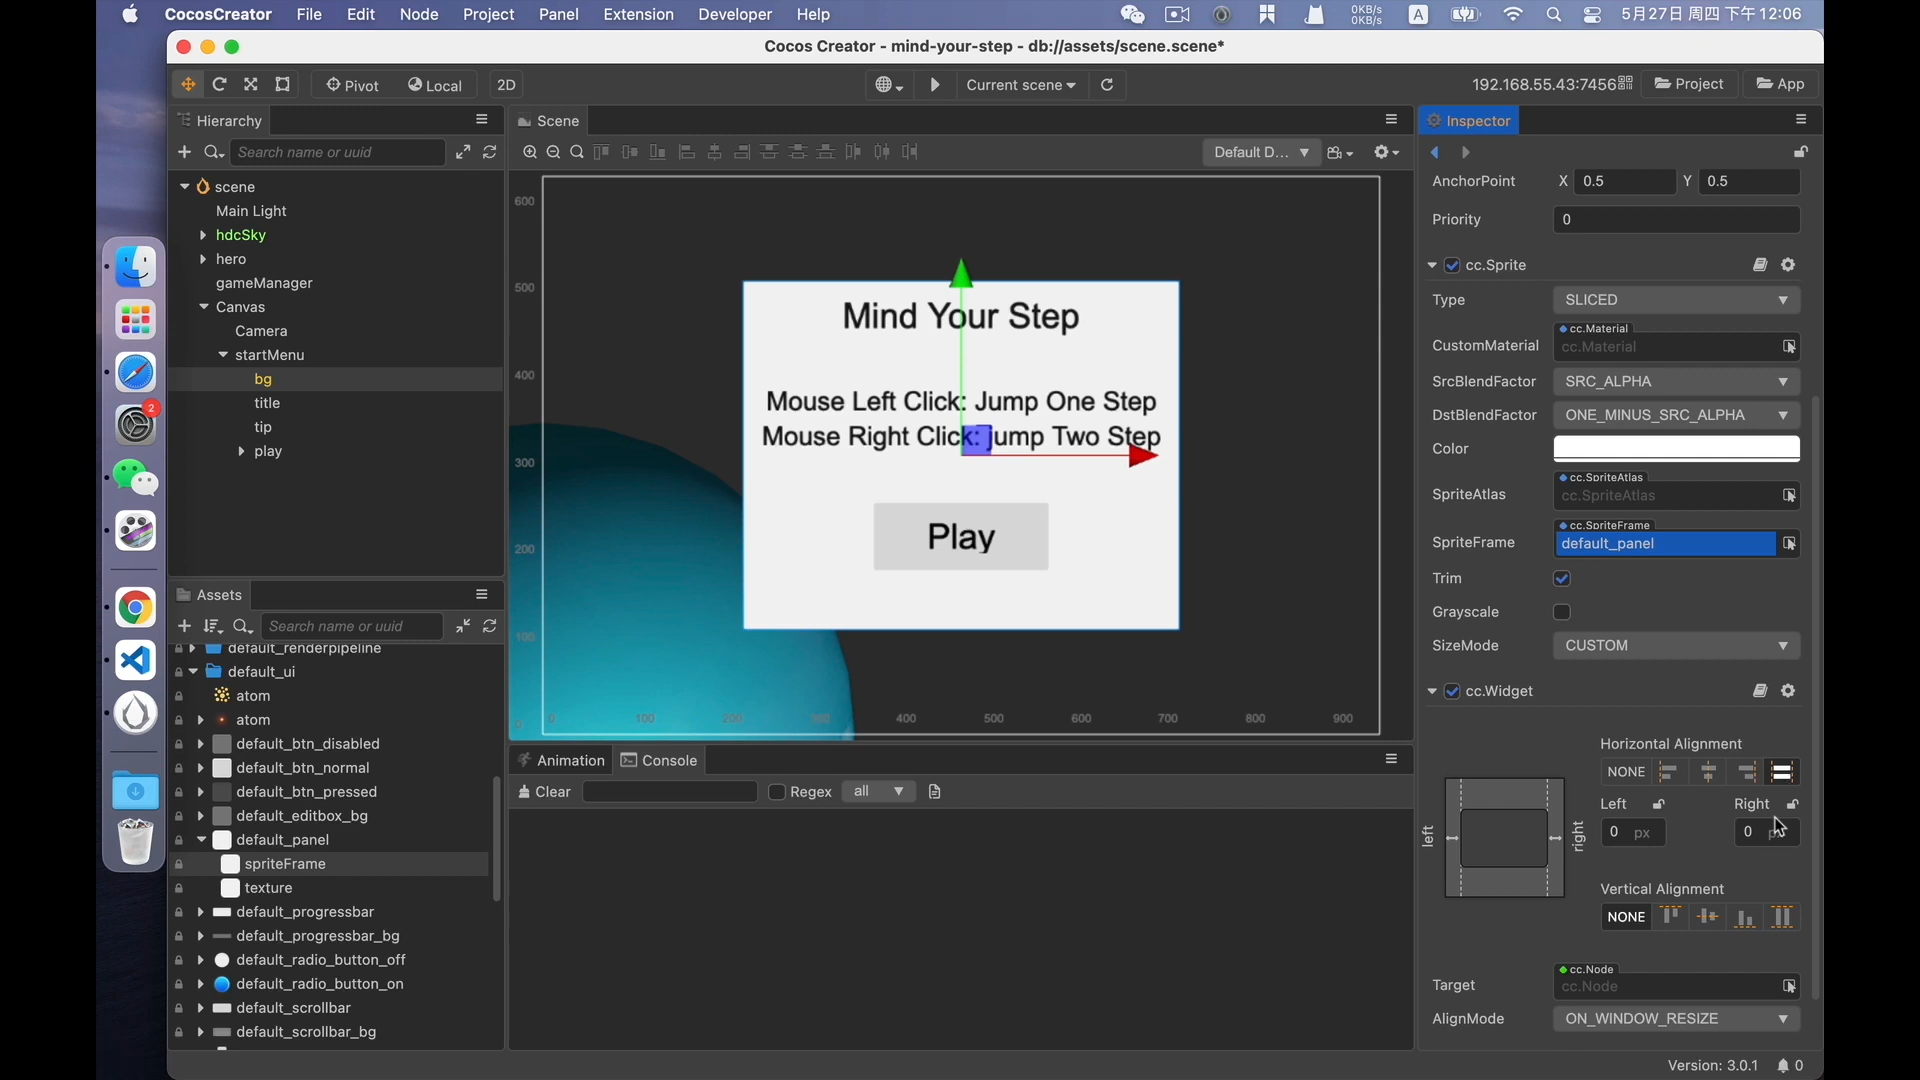 CocosCreator File Edit Node Project Panel Extension Developer Help
0KB/s
0KB/s
A
5月27日 周四 下午 12:06
Cocos Creator - mind-your-step - db://assets/scene.scene*
Pivot Local 2D Current scene 192.168.55.43:7456 Project App
Hierarchy
Search name or uuid
scene
Main Light
hdcSky
hero
gameManager
Canvas
Camera
startMenu
bg
title
tip
play
2
Assets
Search name or uuid
default_renderpipeline
default_ui
atom
atom
default_btn_disabled
default_btn_normal
default_btn_pressed
default_editbox_bg
default_panel
spriteFrame
texture
default_progressbar
default_progressbar_bg
default_radio_button_off
default_radio_button_on
default_scrollbar
default_scrollbar_bg
Scene
Default D...
600
500
400
300
200
100
0
0 100 200 300 400 500 600 700 800 900
Mind Your Step
Mouse Left Click: Jump One Step
Mouse Right Click: jump Two Step
Play
Animation Console
Clear Regex all
Inspector
AnchorPoint X 0.5 Y 0.5
Priority 0
cc.Sprite
Type SLICED
cc.Material
CustomMaterial cc.Material
SrcBlendFactor SRC_ALPHA
DstBlendFactor ONE_MINUS_SRC_ALPHA
Color
cc.SpriteAtlas
SpriteAtlas cc.SpriteAtlas
cc.SpriteFrame
SpriteFrame default_panel
Trim
Grayscale
SizeMode CUSTOM
cc.Widget
Horizontal Alignment
NONE
Left Right
0 px 0 px
left right
Vertical Alignment
NONE
cc.Node
Target cc.Node
AlignMode ON_WINDOW_RESIZE
Version: 3.0.1 0